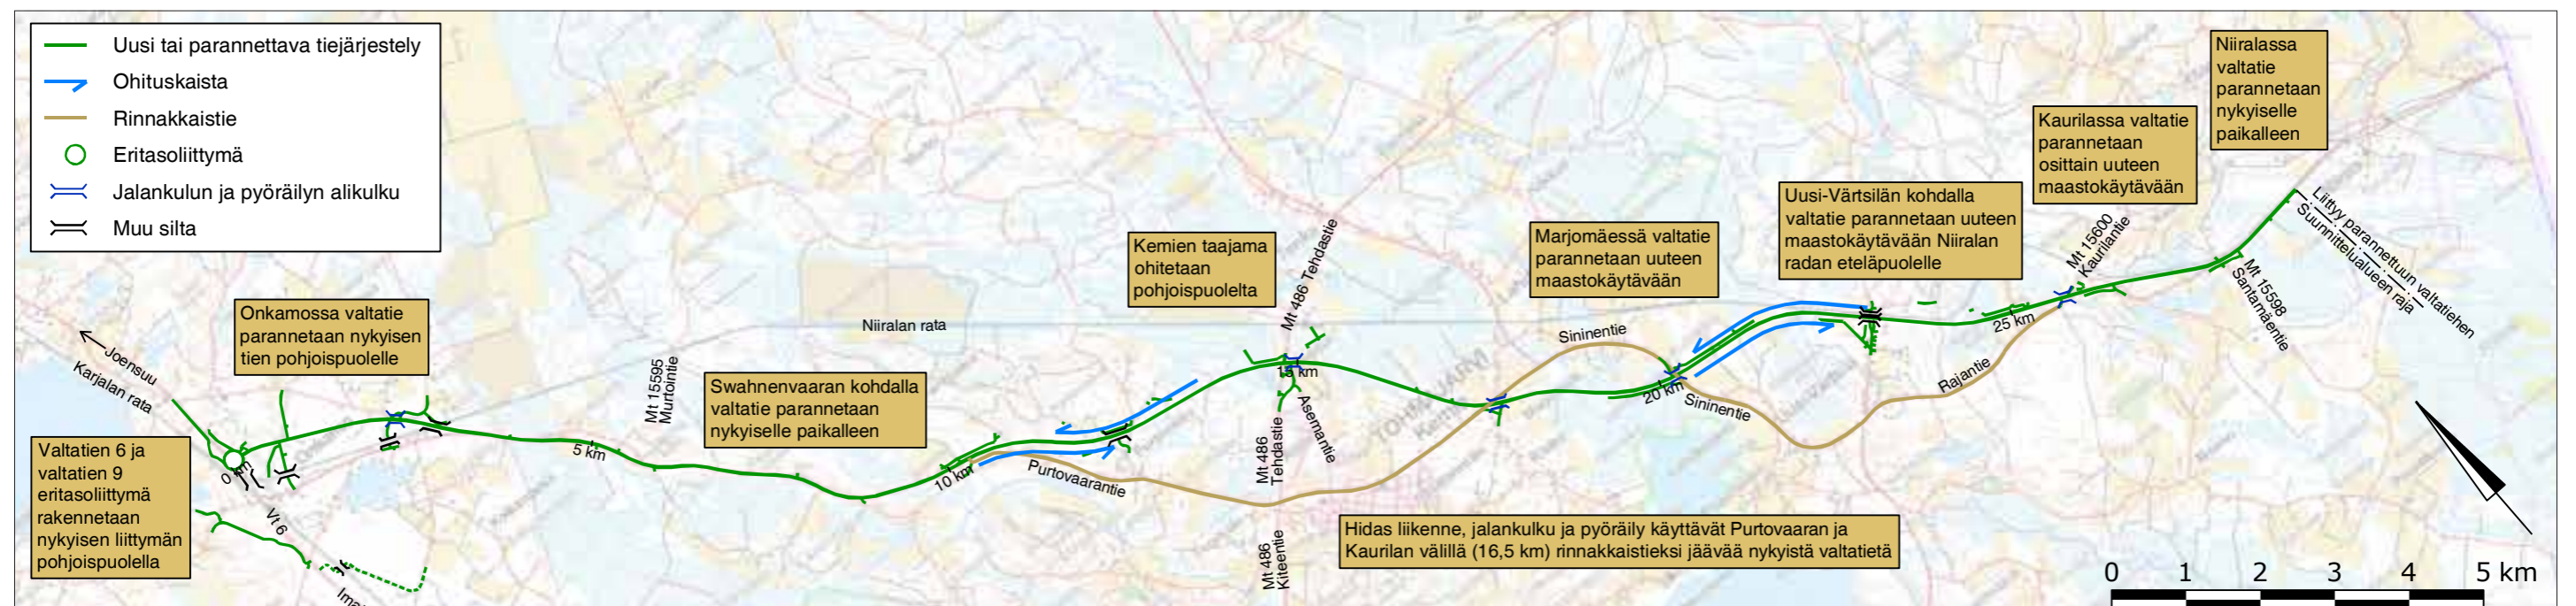 Uusi tai parannettava tiejärjestely
Ohituskaista
Rinnakkaistie
Eritasoliittymä
Jalankulun ja pyöräilyn alikulku
Muu silta
Onkamossa valtatie
parannetaan nykyisen
tien pohjoispuolelle
Joensuu
Karjalan rata
Valtatien 6 ja
valtatien 9
eritasoliittymä
rakennetaan
nykyisen liittymän
pohjoispuolella
0 km
Vt 6
5 km
Mt 15595
Murtointie
Swahnenvaaran kohdalla
valtatie parannetaan
nykyiselle paikalleen
Niiralan rata
10 km
Purtovaarantie
Kemien taajama
ohitetaan
pohjoispuolelta
Mt 486 Tehdastie
15 km
Asemantie
Mt 486
Tehdastie
Mt 486
Kiteentie
Marjomäessä valtatie
parannetaan uuteen
maastokäytävään
Sininentie
20 km
Sininentie
Uusi-Värtsilän kohdalla
valtatie parannetaan uuteen
maastokäytävään Niiralan
radan eteläpuolelle
Rajantie
25 km
Kaurilassa valtatie
parannetaan
osittain uuteen
maastokäytävään
Mt 15600
Kaurilantie
Niiralassa
valtatie
parannetaan
nykyiselle
paikalleen
Mt 15598
Santamäentie
Liittyy parannettuun valtatiehen
Suunnittelualueen raja
Hidas liikenne, jalankulku ja pyöräily käyttävät Purtovaaran ja
Kaurilan välillä (16,5 km) rinnakkaistieksi jäävää nykyistä valtatietä
0 1 2 3 4 5 km